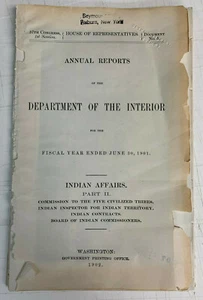 Seymour
Auburn, New York
57TH CONGRESS, HOUSE OF REPRESENTATIVES. DOCUMENT
1st Session. No. 5.
ANNUAL REPORTS
OF THE
DEPARTMENT OF THE INTERIOR
FOR THE
FISCAL YEAR ENDED JUNE 30, 1901.
INDIAN AFFAIRS.
PART II.
COMMISSION TO THE FIVE CIVILIZED TRIBES.
INDIAN INSPECTOR FOR INDIAN TERRITORY.
INDIAN CONTRACTS.
BOARD OF INDIAN COMMISSIONERS.
WASHINGTON:
GOVERNMENT PRINTING OFFICE.
1902.